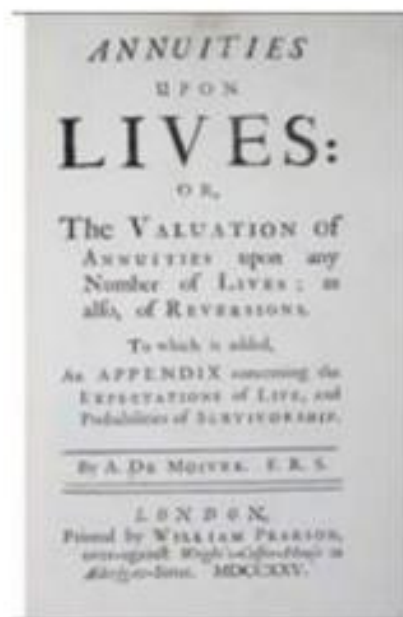 ANNUITIES
UPON
LIVES:
OR,
The VALUATION of
ANNUITIES upon any
Number of LIVES; as
alſo, of REVERSIONS.
To which is added,
An APPENDIX concerning the
EXPECTATIONS of LIFE, and
Probabilities of SURVIVORSHIP.
By A. DE MOIVRE. F. R. S.
LONDON,
Printed by WILLIAM PEARSON,
over-againſt Wright's-Coffee-Houſe in
Alderſgate-Street. MDCCXXV.